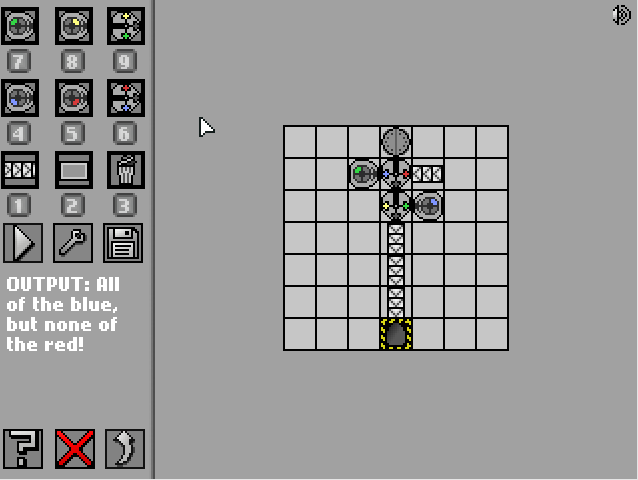 7 8 9
4 5 6
1 2 3
OUTPUT: All
of the blue,
but none of
the red!
?